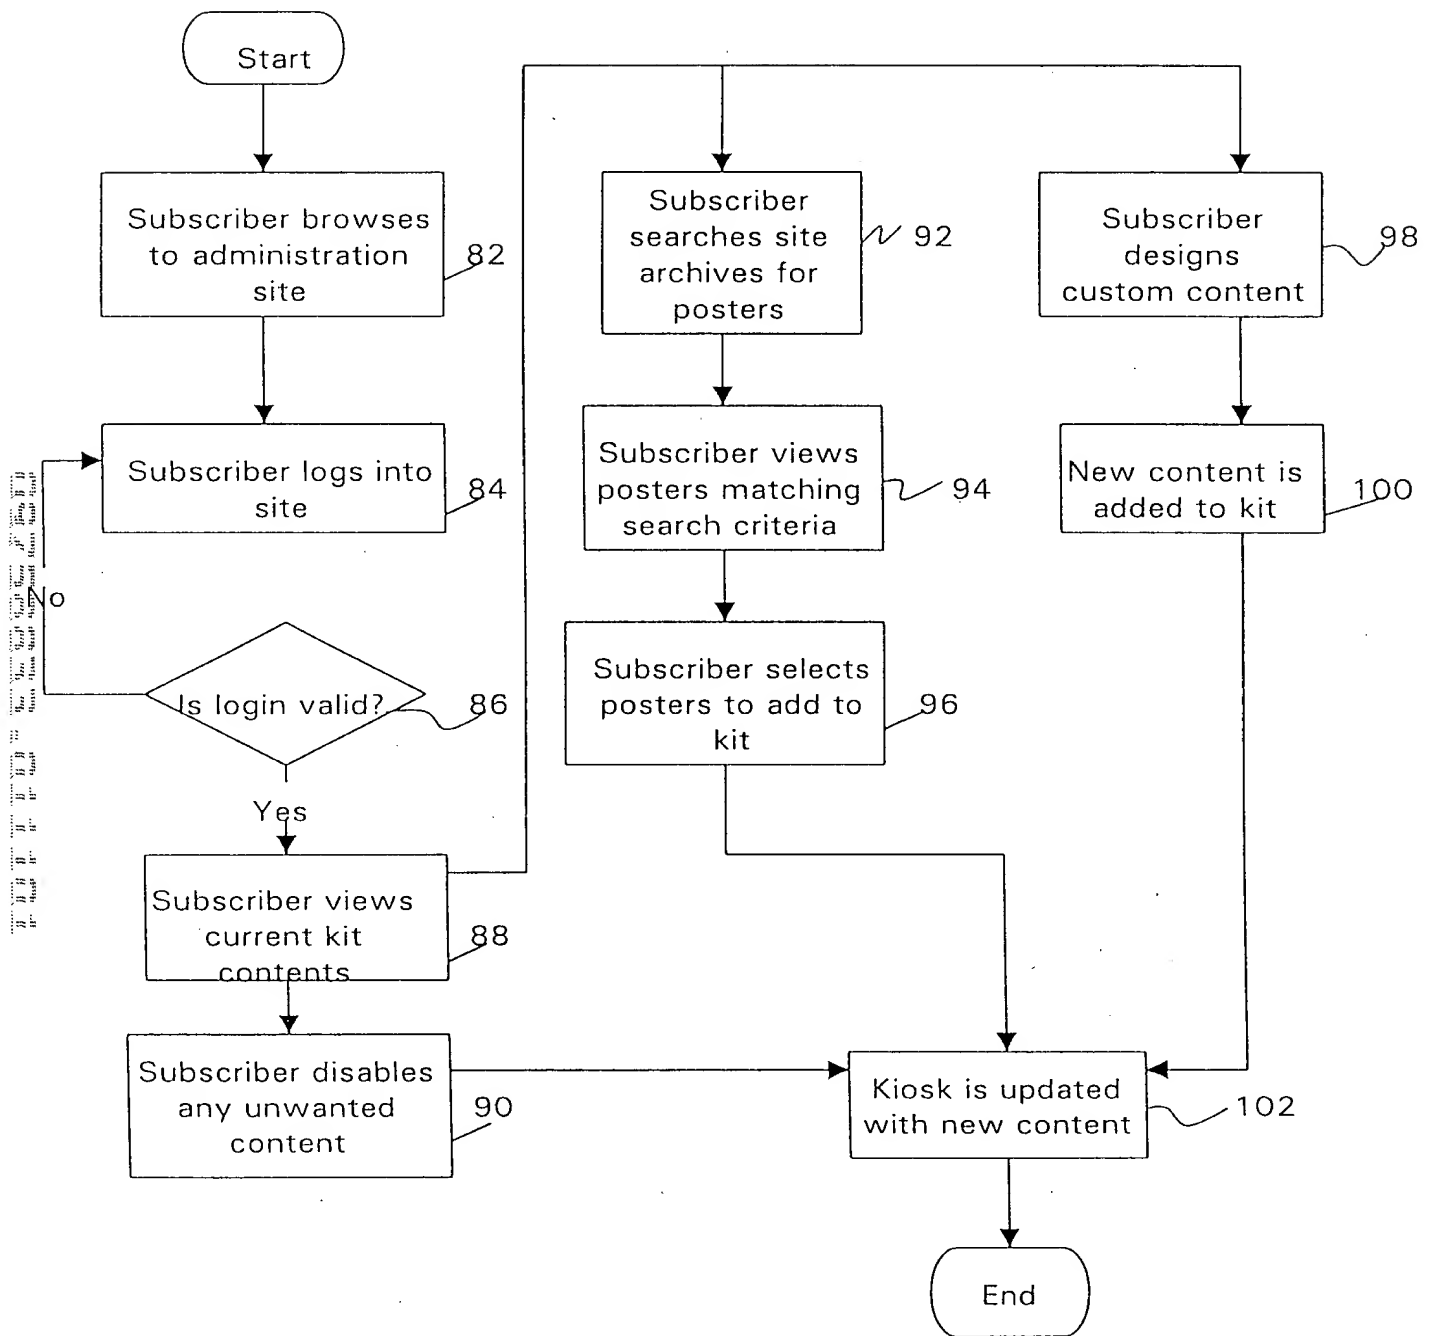 Start
Subscriber browses
to administration
site
82
Subscriber logs into
site
84
No
Is login valid?
86
Yes
Subscriber views
current kit
contents
88
Subscriber disables
any unwanted
content
90
Subscriber
searches site
archives for
posters
92
Subscriber views
posters matching
search criteria
94
Subscriber selects
posters to add to
kit
96
Subscriber
designs
custom content
98
New content is
added to kit
100
Kiosk is updated
with new content
102
End